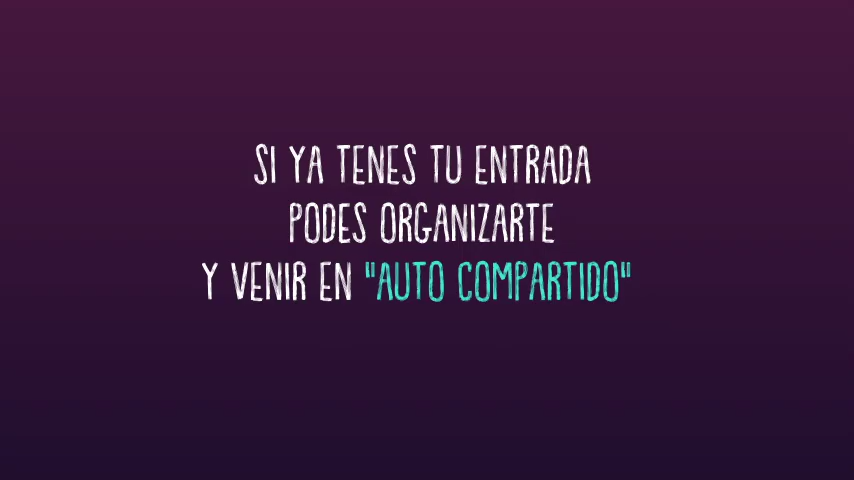 SI YA TENES TU ENTRADA
PODES ORGANIZARTE
Y VENIR EN "AUTO COMPARTIDO"